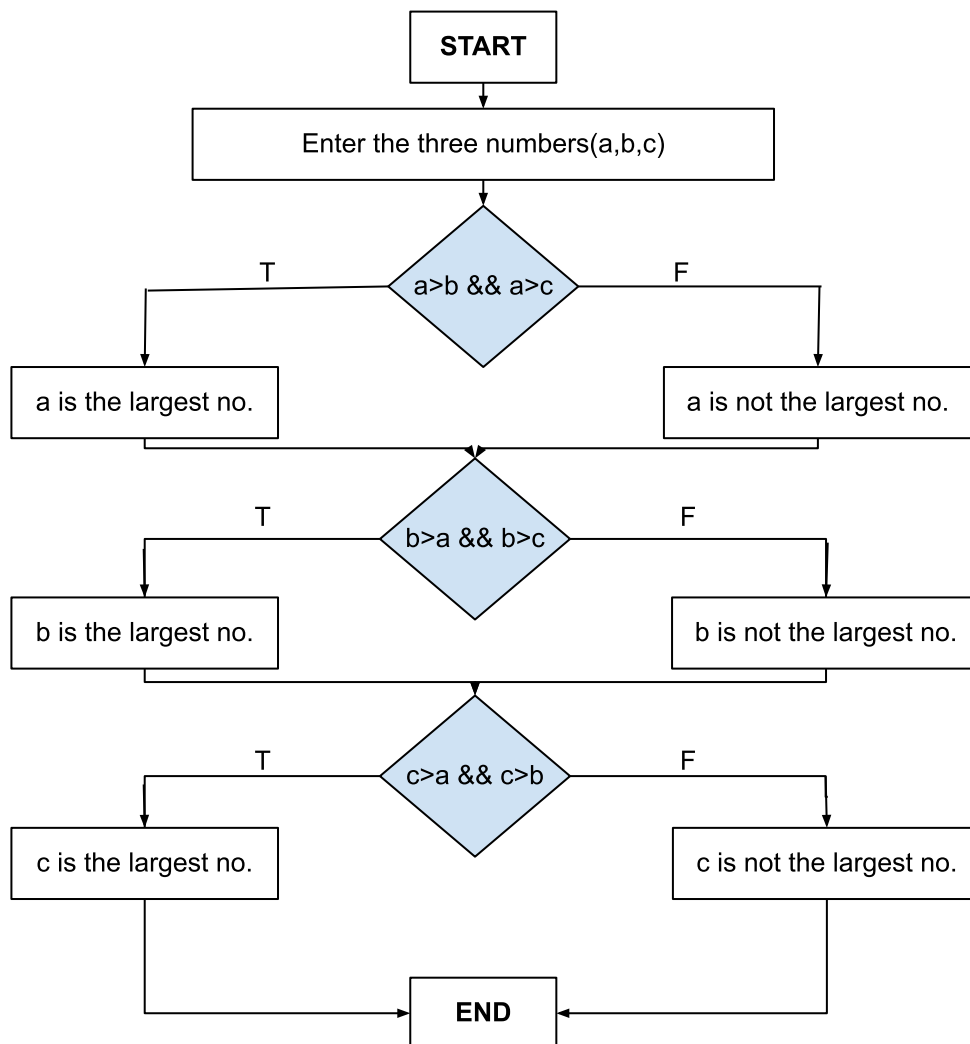 START
Enter the three numbers(a,b,c)
T
F
a>b && a>c
a is the largest no.
a is not the largest no.
T
F
b>a && b>c
b is the largest no.
b is not the largest no.
T
F
c>a && c>b
c is the largest no.
c is not the largest no.
END